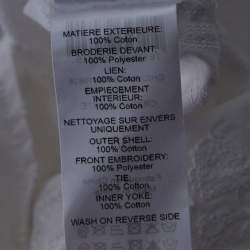 MATIERE EXTERIEURE:
100% Coton
BRODERIE DEVANT:
100% Polyester
LIEN:
100% Coton
EMPIECEMENT
INTERIEUR:
100% Coton
NETTOYAGE SUR ENVERS
UNIQUEMENT
OUTER SHELL:
100% Cotton
FRONT EMBROIDERY:
100% Polyester
TIE:
100% Cotton
INNER YOKE:
100% Cotton
WASH ON REVERSE SIDE